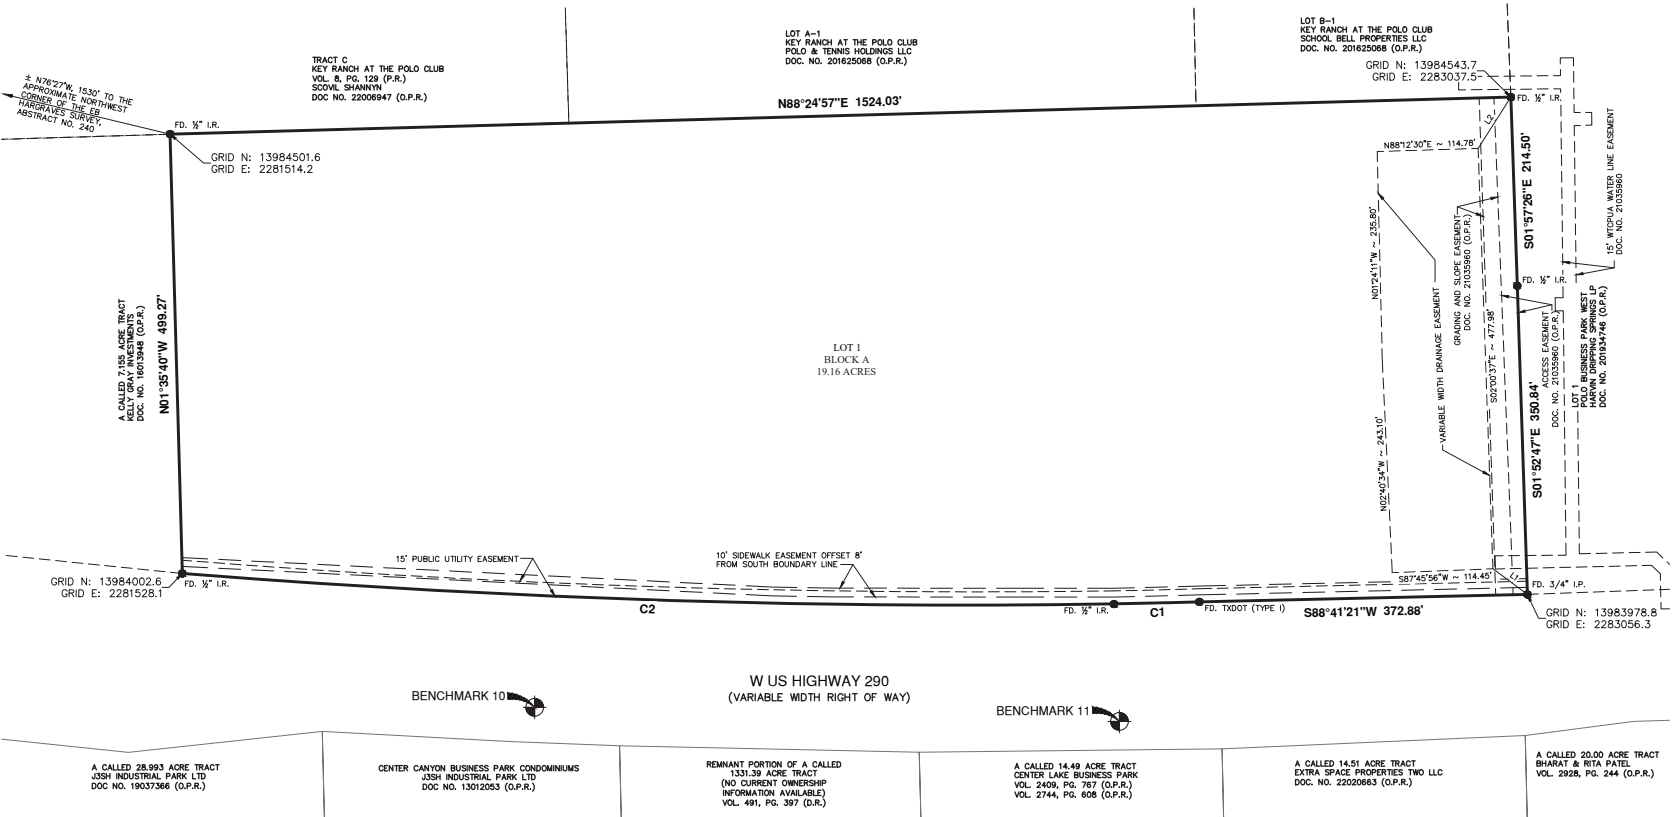 TRACT C
KEY RANCH AT THE POLO CLUB
VOL. 8, PG. 129 (P.R.)
SCOVIL SHANNYN
DOC NO. 22006947 (O.P.R.)
LOT A-1
KEY RANCH AT THE POLO CLUB
POLO & TENNIS HOLDINGS LLC
DOC. NO. 201625068 (O.P.R.)
LOT B-1
KEY RANCH AT THE POLO CLUB
SCHOOL BELL PROPERTIES LLC
DOC. NO. 201625068 (O.P.R.)
GRID N: 13984543.7
GRID E: 2283037.5
± N76°27'W, 1530' TO THE
APPROXIMATE NORTHWEST
CORNER OF THE EB
HARGRAVES SURVEY,
ABSTRACT NO. 240
FD. ½" I.R.
N88°24'57"E 1524.03'
FD. ½" I.R.
GRID N: 13984501.6
GRID E: 2281514.2
L2
N88°12'30"E ~ 114.78'
S01°57'26"E 214.50'
15' WTCPUA WATER LINE EASEMENT
DOC. NO. 21035960
N01°24'11"W ~ 235.80'
GRADING AND SLOPE EASEMENT
DOC. NO. 21035960 (O.P.R.)
VARIABLE WIDTH DRAINAGE EASEMENT
S02°00'37"E ~ 477.98'
FD. ½" I.R.
A CALLED 7.155 ACRE TRACT
KELLY GRAY INVESTMENTS
DOC. NO. 16013948 (O.P.R.)
N01°35'40"W 499.27'
LOT 1
BLOCK A
19.16 ACRES
ACCESS EASEMENT
DOC. NO. 21035960 (O.P.R.)
LOT 1
POLO BUSINESS PARK WEST
HARVIN DRIPPING SPRINGS LP
DOC. NO. 201934746 (O.P.R.)
N02°40'34"W ~ 243.10'
S01°52'47"E 350.84'
15' PUBLIC UTILITY EASEMENT
10' SIDEWALK EASEMENT OFFSET 8'
FROM SOUTH BOUNDARY LINE
S87°45'56"W ~ 114.45'
L1
FD. 3/4" I.P.
GRID N: 13984002.6
GRID E: 2281528.1
FD. ½" I.R.
C2
FD. ½" I.R.
C1
FD. TXDOT (TYPE I)
S88°41'21"W 372.88'
GRID N: 13983978.8
GRID E: 2283056.3
W US HIGHWAY 290
(VARIABLE WIDTH RIGHT OF WAY)
BENCHMARK 10
BENCHMARK 11
A CALLED 28.993 ACRE TRACT
J3SH INDUSTRIAL PARK LTD
DOC NO. 19037366 (O.P.R.)
CENTER CANYON BUSINESS PARK CONDOMINIUMS
J3SH INDUSTRIAL PARK LTD
DOC NO. 13012053 (O.P.R.)
REMNANT PORTION OF A CALLED
1331.39 ACRE TRACT
(NO CURRENT OWNERSHIP
INFORMATION AVAILABLE)
VOL. 491, PG. 397 (D.R.)
A CALLED 14.49 ACRE TRACT
CENTER LAKE BUSINESS PARK
VOL. 2409, PG. 767 (O.P.R.)
VOL. 2744, PG. 608 (O.P.R.)
A CALLED 14.51 ACRE TRACT
EXTRA SPACE PROPERTIES TWO LLC
DOC. NO. 22020663 (O.P.R.)
A CALLED 20.00 ACRE TRACT
BHARAT & RITA PATEL
VOL. 2928, PG. 244 (O.P.R.)